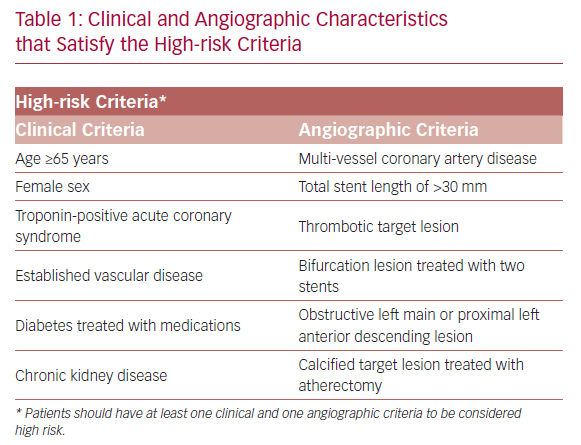 Table 1: Clinical and Angiographic Characteristics
that Satisfy the High-risk Criteria
High-risk Criteria*
Clinical Criteria Angiographic Criteria
Age ≥65 years Multi-vessel coronary artery disease
Female sex Total stent length of >30 mm
Troponin-positive acute coronary
syndrome
Thrombotic target lesion
Established vascular disease
Bifurcation lesion treated with two
stents
Diabetes treated with medications
Obstructive left main or proximal left
anterior descending lesion
Chronic kidney disease
Calcified target lesion treated with
atherectomy
* Patients should have at least one clinical and one angiographic criteria to be considered
high risk.